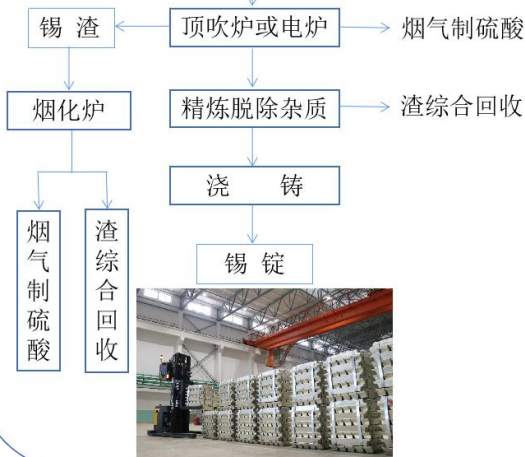 锡渣
顶吹炉或电炉
烟气制硫酸
烟化炉
精炼脱除杂质
渣综合回收
浇铸
烟气制硫酸
渣综合回收
锡锭